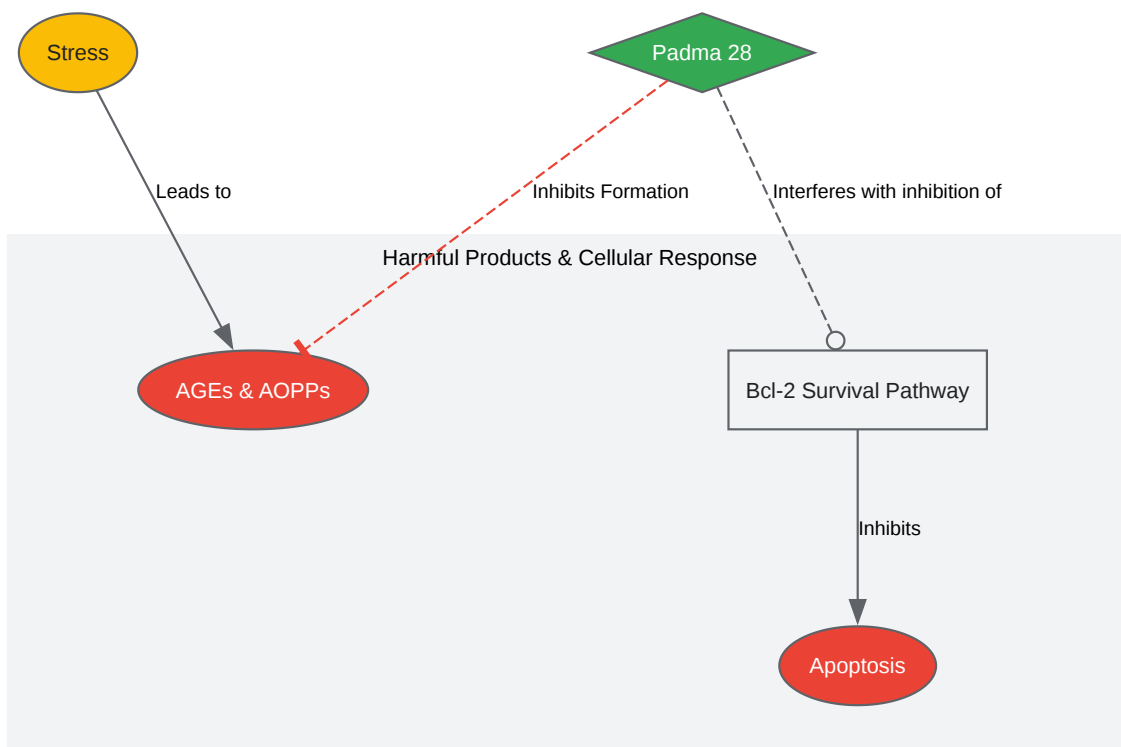 Stress
Padma 28
Leads to
Inhibits Formation
Interferes with inhibition of
Harmful Products & Cellular Response
AGEs & AOPPs
Bcl-2 Survival Pathway
Inhibits
Apoptosis